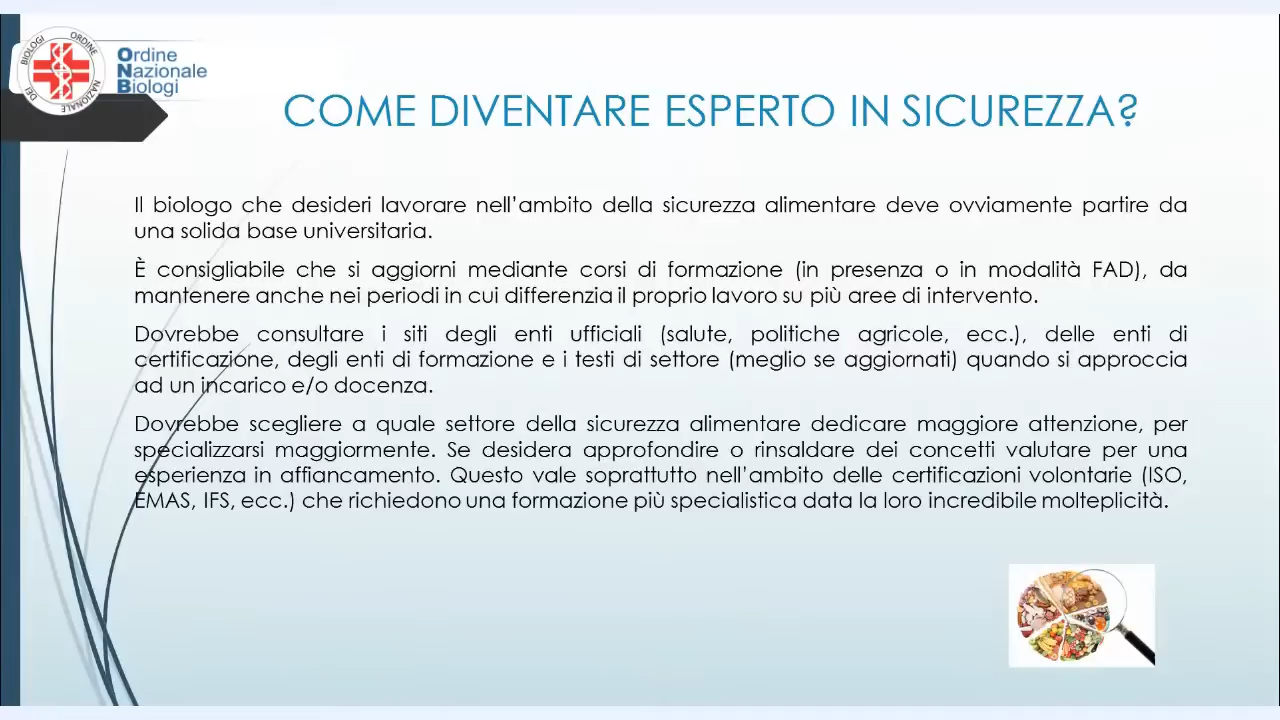 BIOLOGI ORDINE
DEI NAZIONALE
Ordine
Nazionale
Biologi
COME DIVENTARE ESPERTO IN SICUREZZA?
Il biologo che desideri lavorare nell’ambito della sicurezza alimentare deve ovviamente partire da
una solida base universitaria.
È consigliabile che si aggiorni mediante corsi di formazione (in presenza o in modalità FAD), da
mantenere anche nei periodi in cui differenzia il proprio lavoro su più aree di intervento.
Dovrebbe consultare i siti degli enti ufficiali (salute, politiche agricole, ecc.), delle enti di
certificazione, degli enti di formazione e i testi di settore (meglio se aggiornati) quando si approccia
ad un incarico e/o docenza.
Dovrebbe scegliere a quale settore della sicurezza alimentare dedicare maggiore attenzione, per
specializzarsi maggiormente. Se desidera approfondire o rinsaldare dei concetti valutare per una
esperienza in affiancamento. Questo vale soprattutto nell’ambito delle certificazioni volontarie (ISO,
EMAS, IFS, ecc.) che richiedono una formazione più specialistica data la loro incredibile molteplicità.